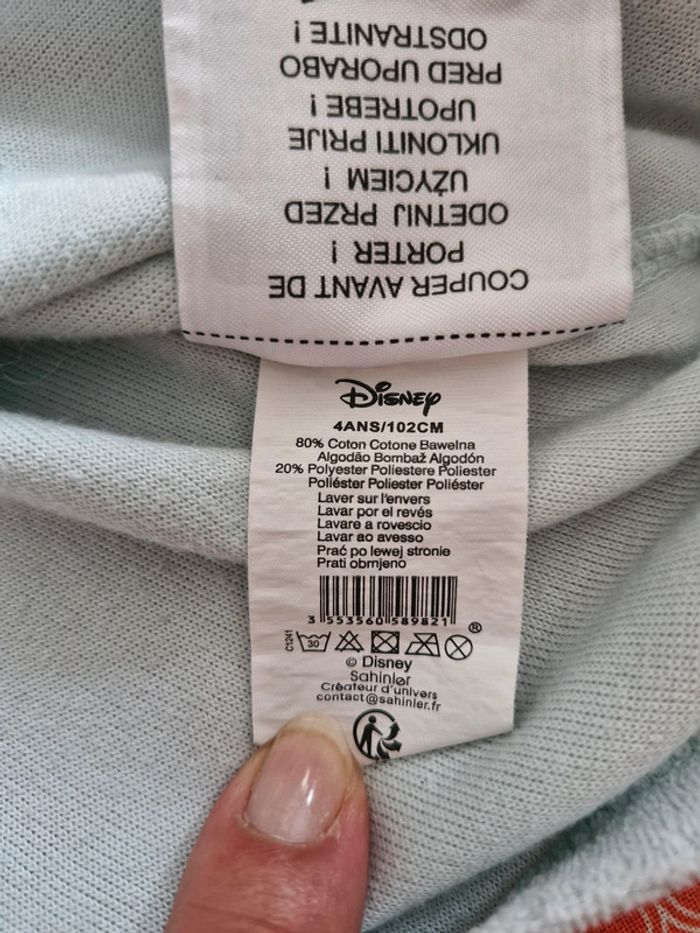 COUPER AVANT DE
PORTER !
ODETNIJ PRZED
UŻYCIEM !
UKLONITI PRIJE
UPOTREBE !
PRED UPORABO
ODSTRANITE !
Disney
4ANS/102CM
80% Coton Cotone Bawelna
Algodão Bombaž Algodón
20% Polyester Poliestere Poliester
Poliéster Poliester Poliéster
Laver sur l'envers
Lavar por el revés
Lavare a rovescio
Lavar ao avesso
Prać po lewej stronie
Prati obrnjeno
3 553560 589821
C1241 30 ®
© Disney
Sahinler
Créateur d'univers
contact@sahinler.fr